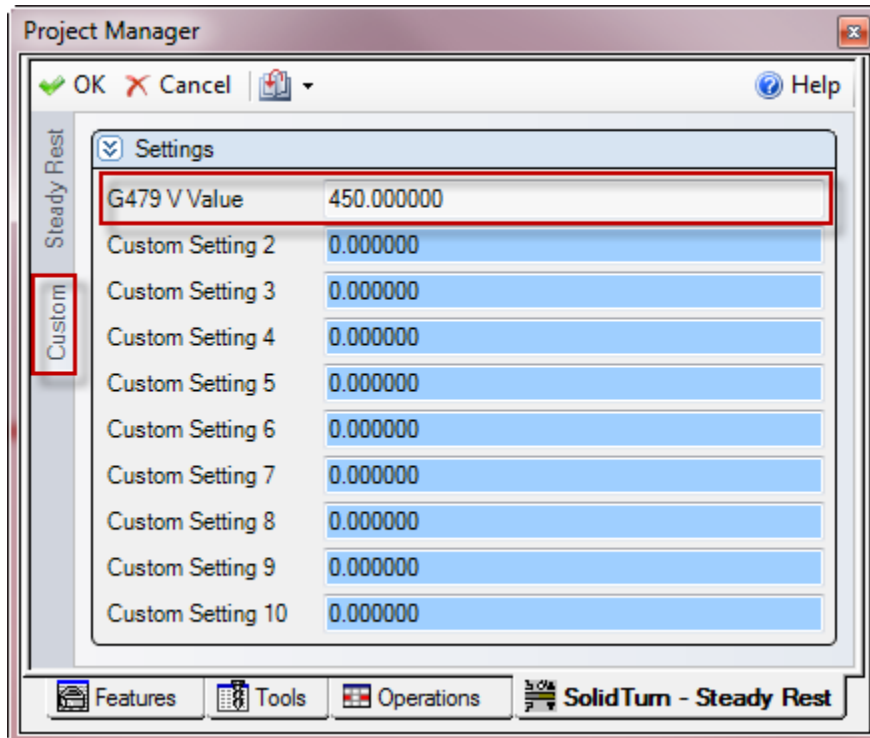 Project Manager
OK Cancel Help
Steady Rest
Custom
Settings
G479 V Value 450.000000
Custom Setting 2 0.000000
Custom Setting 3 0.000000
Custom Setting 4 0.000000
Custom Setting 5 0.000000
Custom Setting 6 0.000000
Custom Setting 7 0.000000
Custom Setting 8 0.000000
Custom Setting 9 0.000000
Custom Setting 10 0.000000
Features Tools Operations SolidTurn - Steady Rest